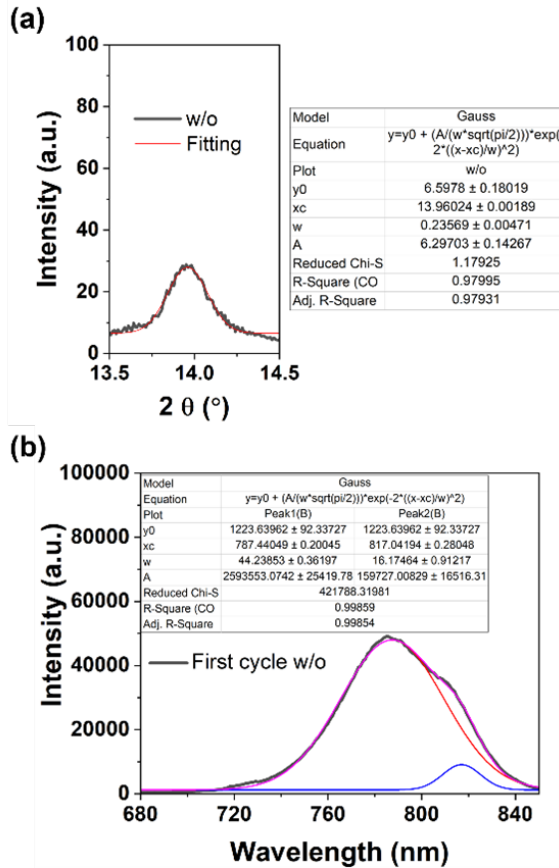 (a)
Intensity (a.u.)
100
80
60
40
20
0
w/o
Fitting
13.5 14.0 14.5
2 θ (°)
Model Gauss
Equation y=y0 + (A/(w*sqrt(pi/2)))*exp(-2*((x-xc)/w)^2)
Plot w/o
y0 6.5978 ± 0.18019
xc 13.96024 ± 0.00189
w 0.23569 ± 0.00471
A 6.29703 ± 0.14267
Reduced Chi-S 1.17925
R-Square (CO 0.97995
Adj. R-Square 0.97931
(b)
Intensity (a.u.)
100000
80000
60000
40000
20000
0
Model Gauss
Equation y=y0 + (A/(w*sqrt(pi/2)))*exp(-2*((x-xc)/w)^2)
Plot Peak1(B) Peak2(B)
y0 1223.63962 ± 92.33727 1223.63962 ± 92.33727
xc 787.44049 ± 0.20045 817.04194 ± 0.28048
w 44.23853 ± 0.36197 16.17464 ± 0.91217
A 2593553.0742 ± 25419.78 159727.00829 ± 16516.31
Reduced Chi-S 421788.31981
R-Square (CO 0.99859
Adj. R-Square 0.99854
First cycle w/o
680 720 760 800 840
Wavelength (nm)